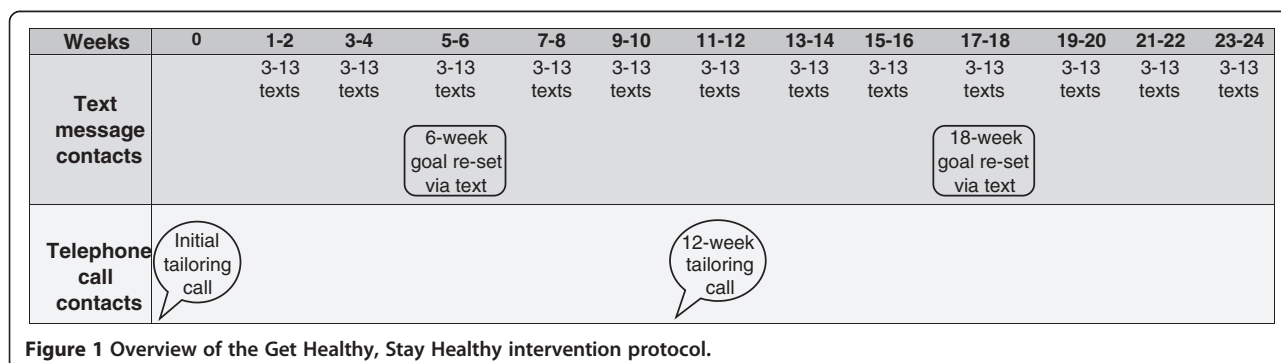 Weeks 0 1-2 3-4 5-6 7-8 9-10 11-12 13-14 15-16 17-18 19-20 21-22 23-24
Text
message
contacts
3-13 3-13 3-13 3-13 3-13 3-13 3-13 3-13 3-13 3-13 3-13 3-13
texts texts texts texts texts texts texts texts texts texts texts texts
6-week
goal re-set
via text
18-week
goal re-set
via text
Telephone
call
contacts
Initial
tailoring
call
12-week
tailoring
call
Figure 1 Overview of the Get Healthy, Stay Healthy intervention protocol.